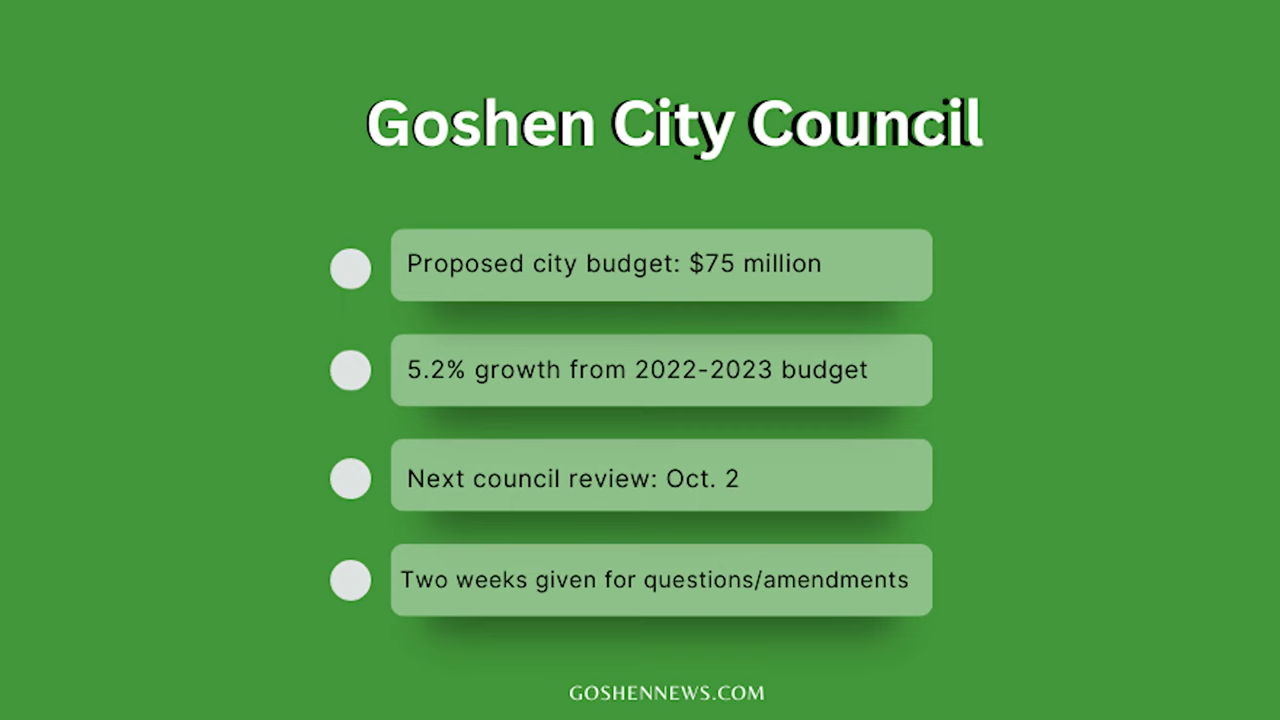 Goshen City Council
Proposed city budget: $75 million
5.2% growth from 2022-2023 budget
Next council review: Oct. 2
Two weeks given for questions/amendments
GOSHENNEWS.COM